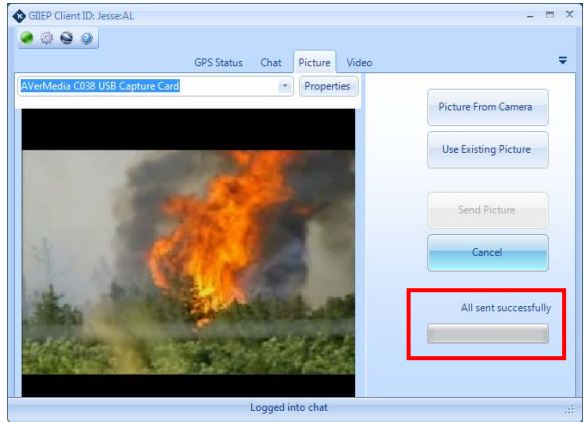 GIIEP Client ID: Jesse:AL
GPS Status Chat Picture Video
AVerMedia C038 USB Capture Card Properties
Picture From Camera
Use Existing Picture
Send Picture
Cancel
All sent successfully
Logged into chat